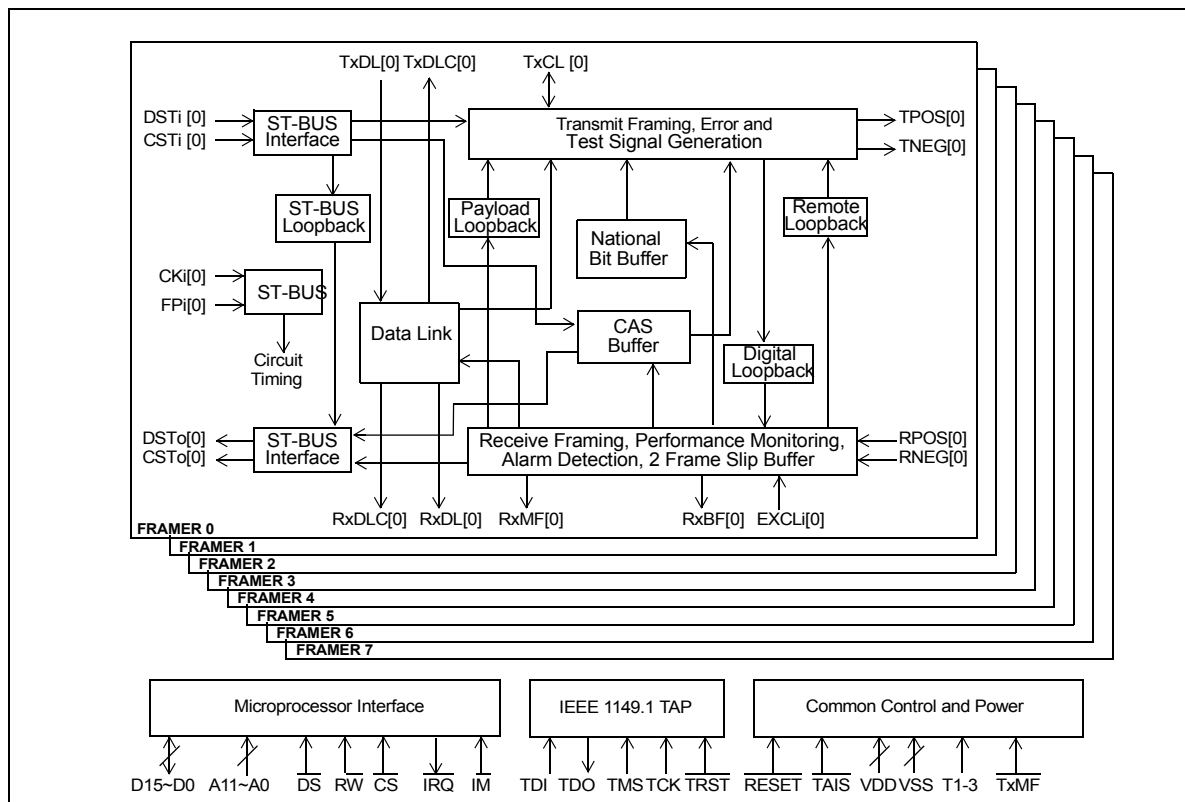 TxDL[0] TxDLC[0] TxCL [0]
DSTi [0]
CSTi [0]
ST-BUS
Interface
Transmit Framing, Error and
Test Signal Generation
TPOS[0]
TNEG[0]
ST-BUS
Loopback
Payload
Loopback
National
Bit Buffer
Remote
Loopback
CKi[0]
FPi[0]
ST-BUS
Circuit
Timing
Data Link
CAS
Buffer
Digital
Loopback
DSTo[0]
CSTo[0]
ST-BUS
Interface
Receive Framing, Performance Monitoring,
Alarm Detection, 2 Frame Slip Buffer
RPOS[0]
RNEG[0]
RxDLC[0] RxDL[0] RxMF[0] RxBF[0] EXCLi[0]
FRAMER 0
FRAMER 1
FRAMER 2
FRAMER 3
FRAMER 4
FRAMER 5
FRAMER 6
FRAMER 7
Microprocessor Interface
IEEE 1149.1 TAP
Common Control and Power
D15~D0 A11~A0 DS RW CS IRQ IM TDI TDO TMS TCK TRST RESET TAIS VDD VSS T1-3 TxMF